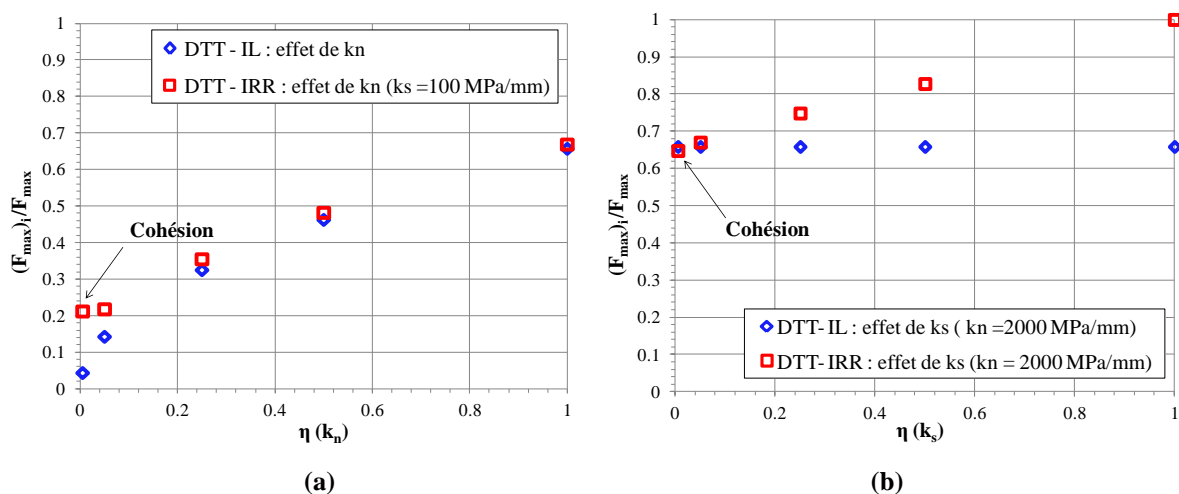 1
0.9
0.8
0.7
0.6
0.5
0.4
0.3
0.2
0.1
0
(Fmax)i/Fmax
DTT - IL : effet de kn
DTT - IRR : effet de kn (ks =100 MPa/mm)
Cohésion
0 0.2 0.4 0.6 0.8 1
η (kn)
(a)
1
0.9
0.8
0.7
0.6
0.5
0.4
0.3
0.2
0.1
0
(Fmax)i/Fmax
Cohésion
DTT- IL : effet de ks ( kn =2000 MPa/mm)
DTT- IRR : effet de ks (kn = 2000 MPa/mm)
0 0.2 0.4 0.6 0.8 1
η (ks)
(b)